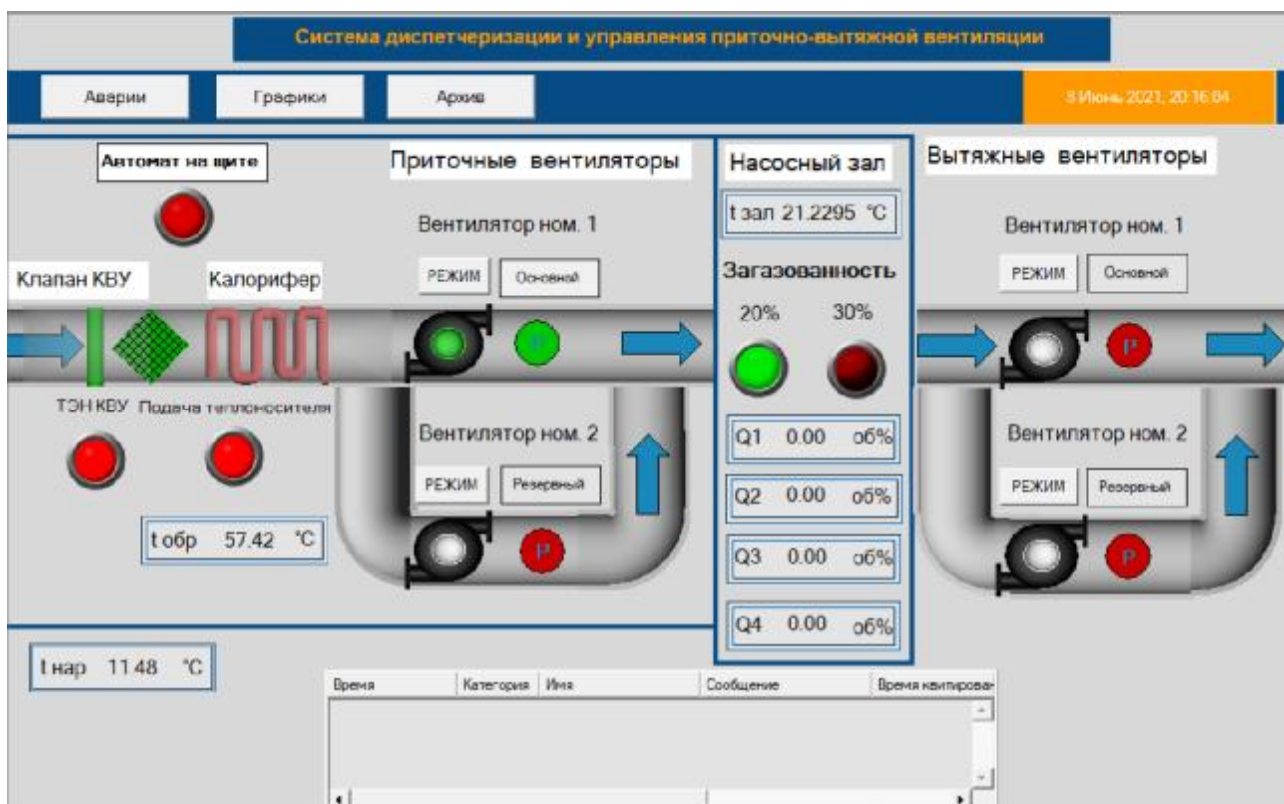 Система диспетчеризации и управления приточно-вытяжной вентиляции
Аварии
Графики
Архив
8 Июнь 2021, 20:16:04
Автомат на щите
Приточные вентиляторы
Насосный зал
Вытяжные вентиляторы
t зал 21.2295 °C
Вентилятор ном. 1
Вентилятор ном. 1
Клапан КВУ
Калорифер
РЕЖИМ
Основной
Загазованность
РЕЖИМ
Основной
20%
30%
P
P
ТЭН КВУ
Подача теплоносителя
Вентилятор ном. 2
Q1 0.00 об%
Вентилятор ном. 2
РЕЖИМ
Резервный
Q2 0.00 об%
РЕЖИМ
Резервный
t обр 57.42 °C
P
Q3 0.00 об%
P
Q4 0.00 об%
t нар 11.48 °C
Время
Категория
Имя
Сообщение
Время квитирован